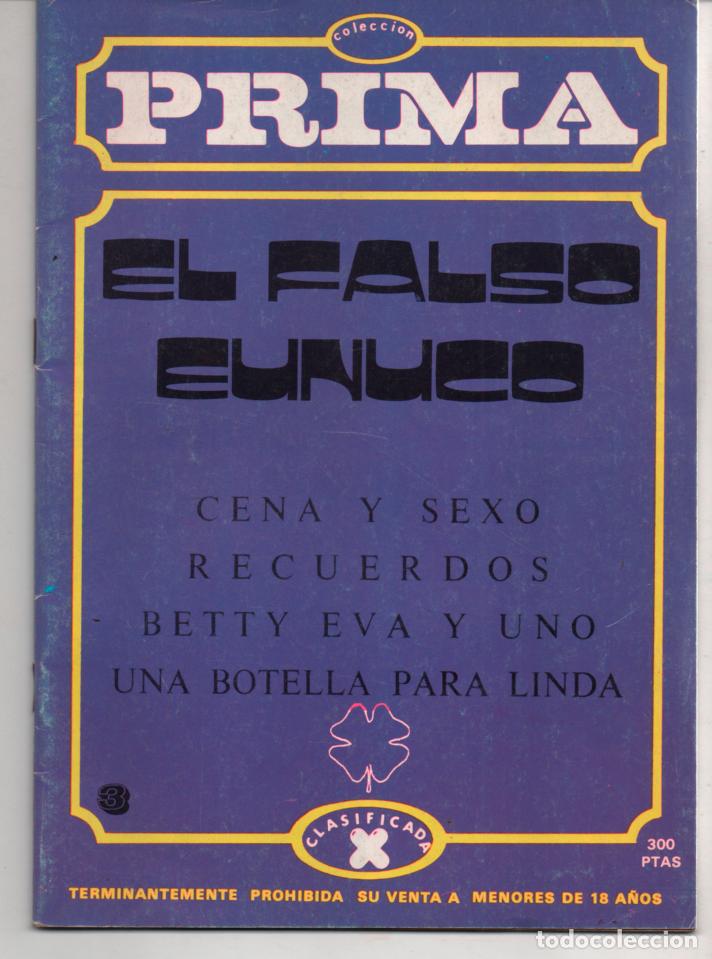 coleccion
PRIMA
EL FALSO
EUNUCO
CENA Y SEXO
RECUERDOS
BETTY EVA Y UNO
UNA BOTELLA PARA LINDA
3
CLASIFICADA
X
300
PTAS
TERMINANTEMENTE PROHIBIDA SU VENTA A MENORES DE 18 AÑOS
todocoleccion.net